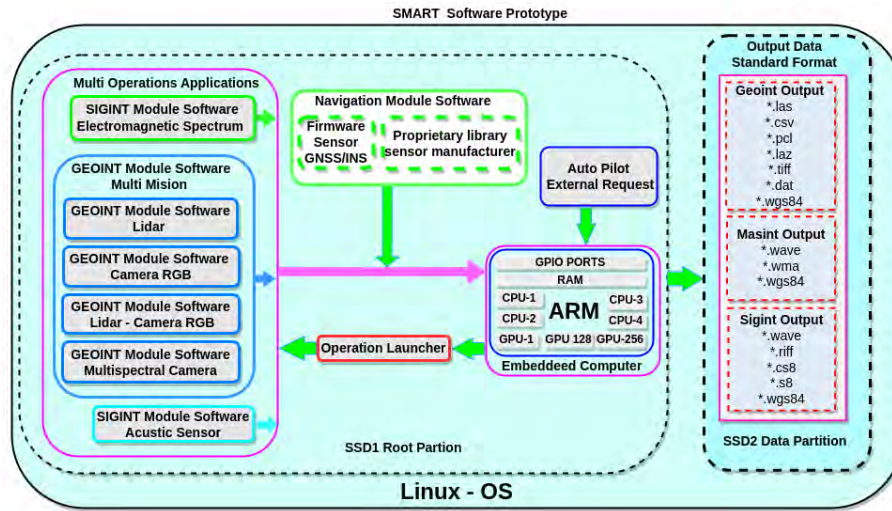 SMART Software Prototype
Multi Operations Applications
SIGINT Module Software
Electromagnetic Spectrum
GEOINT Module Software
Multi Mision
GEOINT Module Software
Lidar
GEOINT Module Software
Camera RGB
GEOINT Module Software
Lidar - Camera RGB
GEOINT Module Software
Multispectral Camera
SIGINT Module Software
Acustic Sensor
Navigation Module Software
Firmware
Sensor
GNSS/INS
Proprietary library
sensor manufacturer
Auto Pilot
External Request
GPIO PORTS
RAM
CPU-1
CPU-2
ARM
CPU-3
CPU-4
GPU-1
GPU 128
GPU-256
Embeddeed Computer
Operation Launcher
SSD1 Root Partion
Output Data
Standard Format
Geoint Output
*.las
*.csv
*.pcl
*.laz
*.tiff
*.dat
*.wgs84
Masint Output
*.wave
*.wma
*.wgs84
Sigint Output
*.wave
*.riff
*.cs8
*.s8
*.wgs84
SSD2 Data Partition
Linux - OS